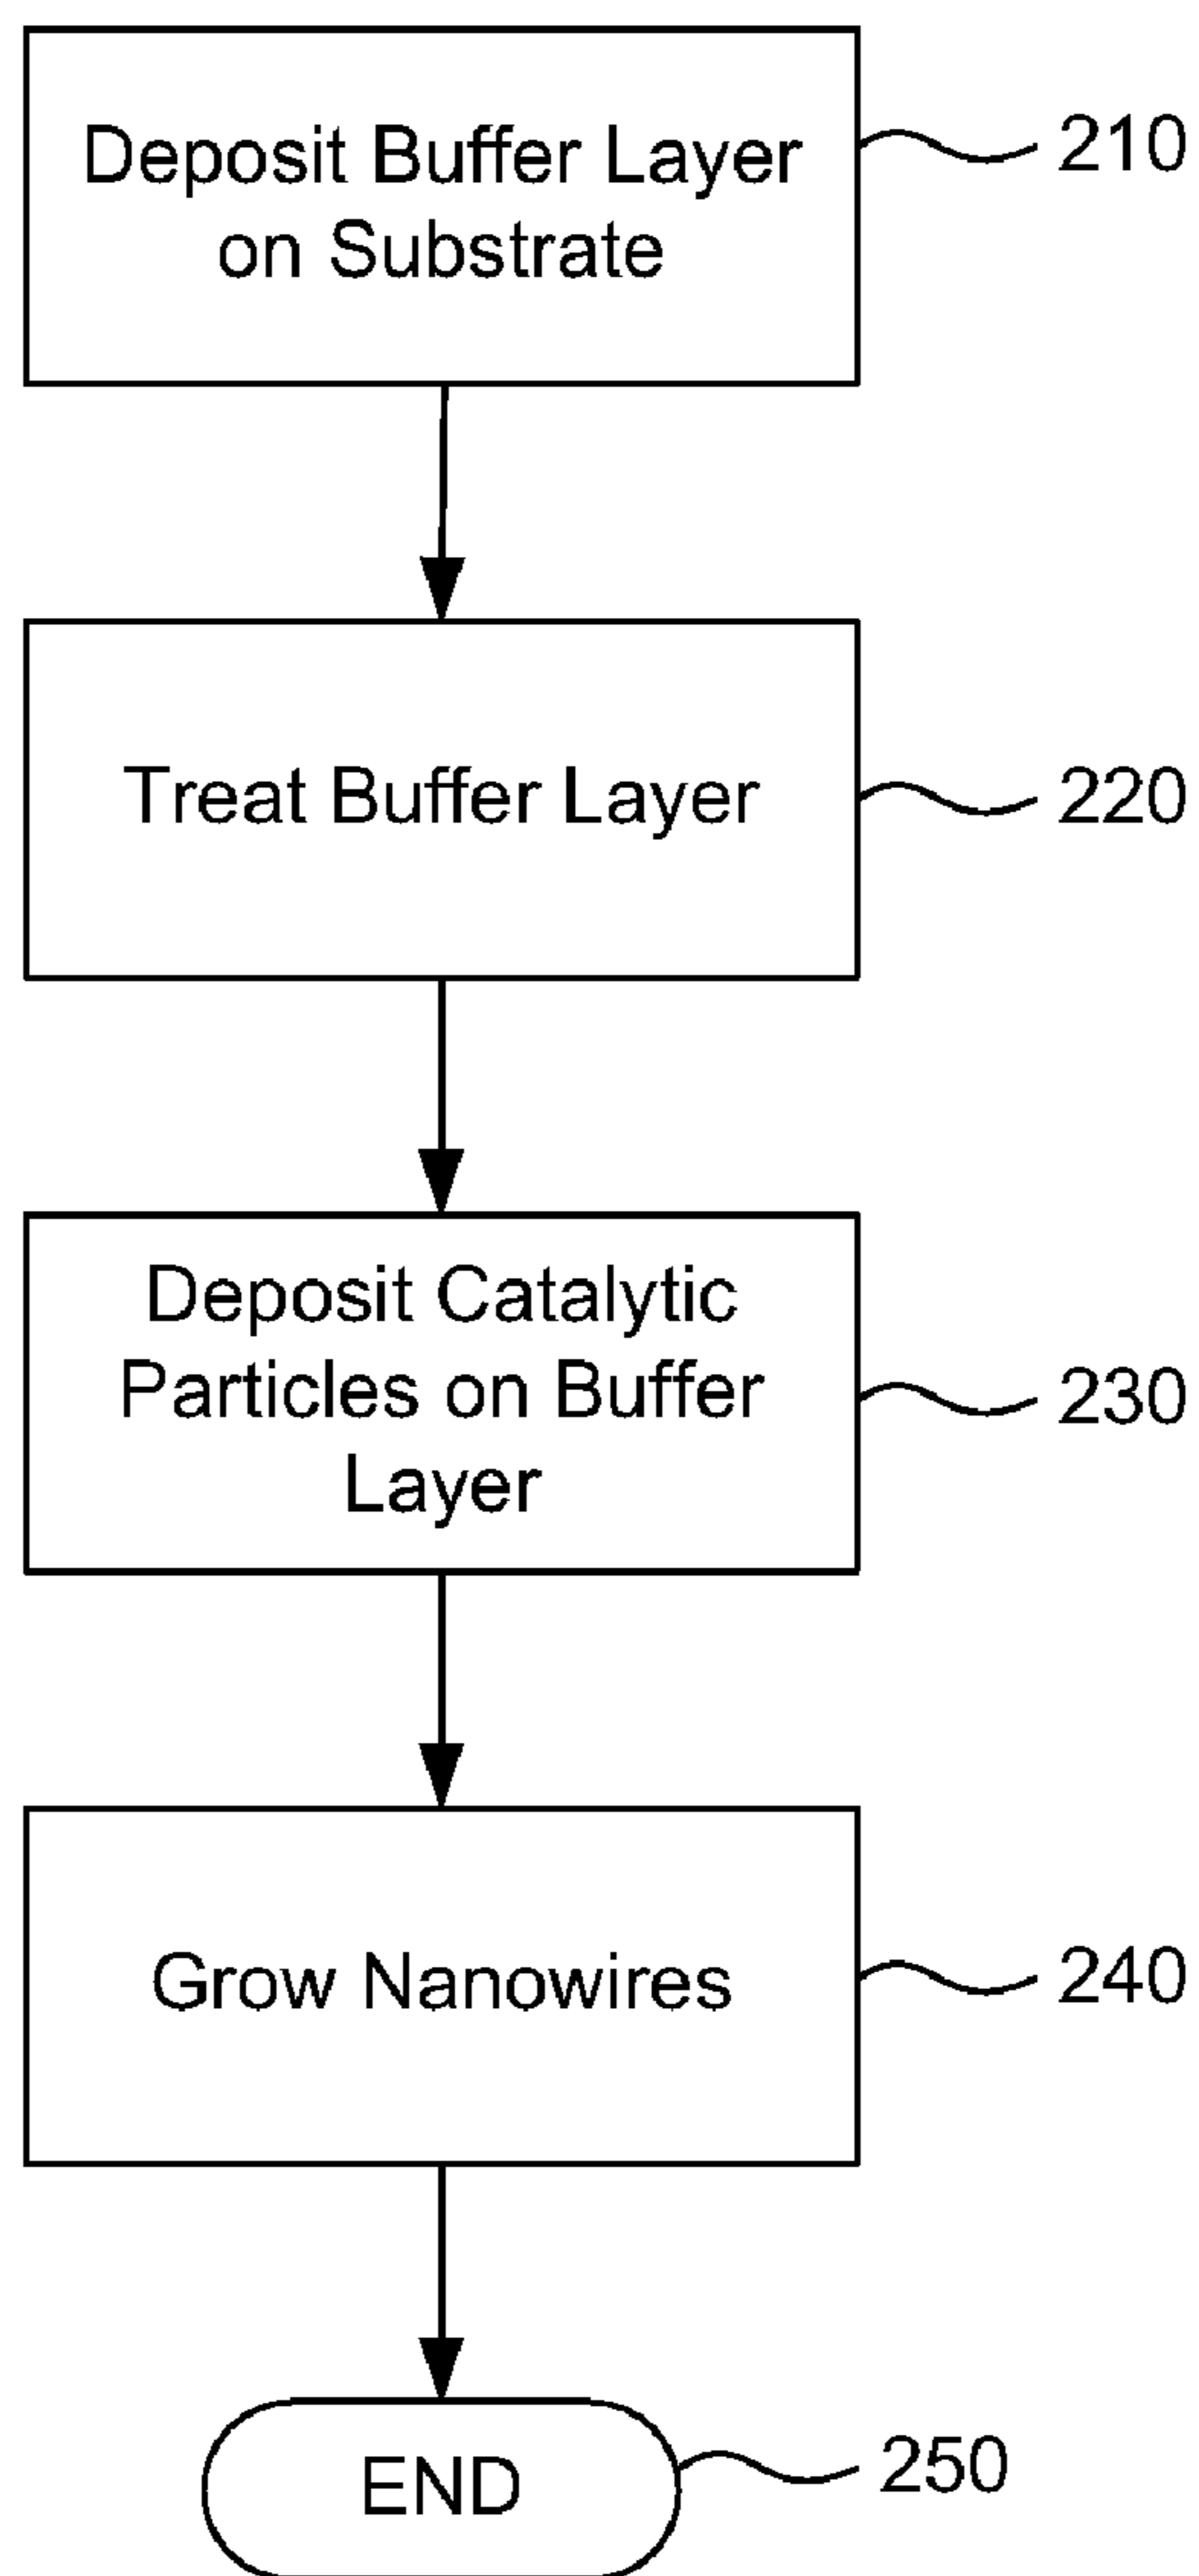 Deposit Buffer Layer
on Substrate
210
Treat Buffer Layer
220
Deposit Catalytic
Particles on Buffer
Layer
230
Grow Nanowires
240
END
250